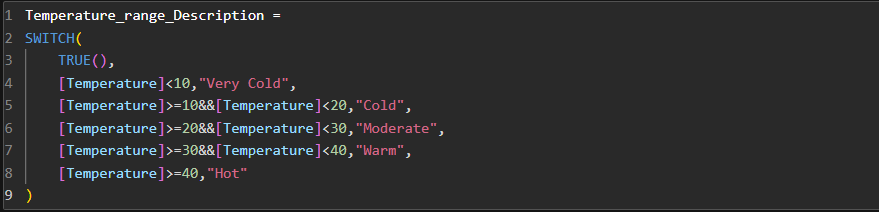 1 Temperature_range_Description =
2 SWITCH(
3 TRUE(),
4 [Temperature]<10,"Very Cold",
5 [Temperature]>=10&&[Temperature]<20,"Cold",
6 [Temperature]>=20&&[Temperature]<30,"Moderate",
7 [Temperature]>=30&&[Temperature]<40,"Warm",
8 [Temperature]>=40,"Hot"
9 )